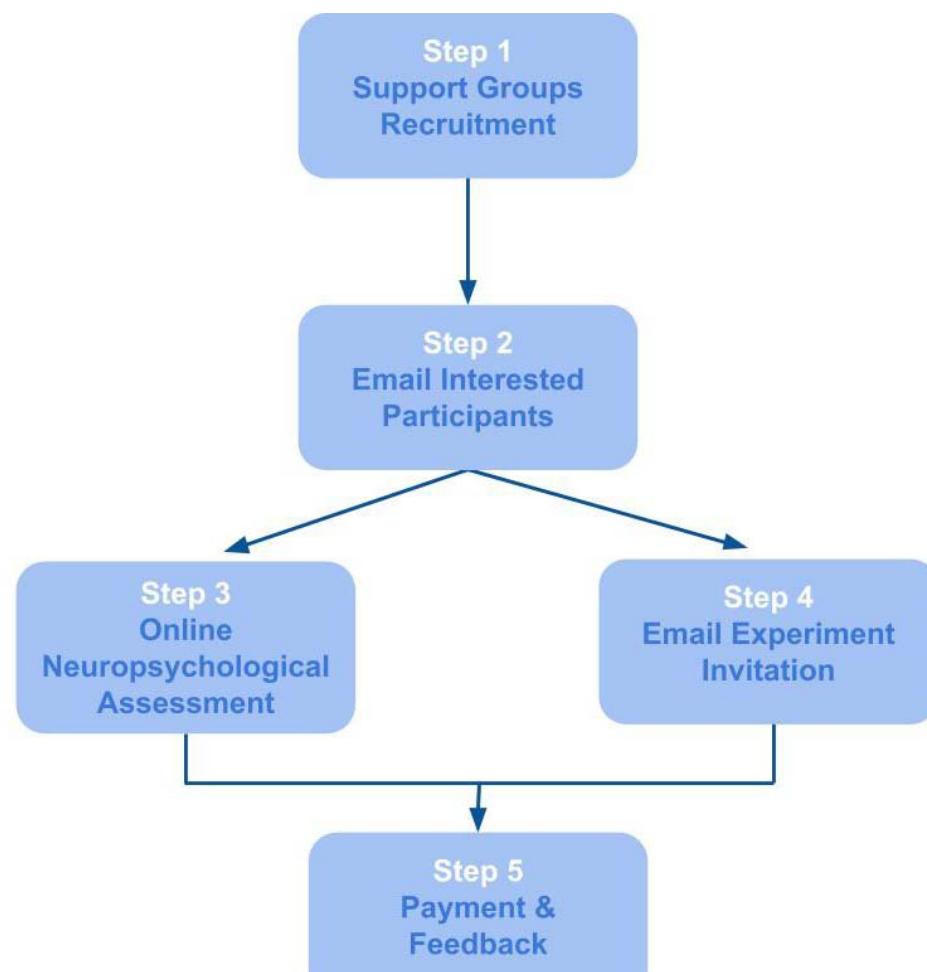 Step 1
Support Groups
Recruitment
Step 2
Email Interested
Participants
Step 3
Online
Neuropsychological
Assessment
Step 4
Email Experiment
Invitation
Step 5
Payment &
Feedback